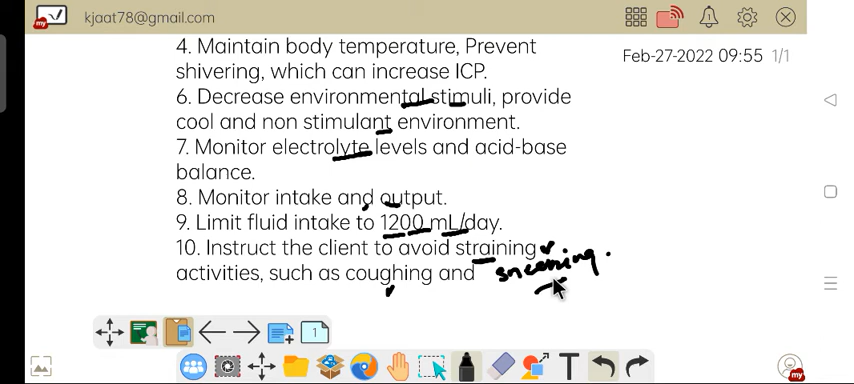 kjaat78@gmail.com
Feb-27-2022 09:55 1/1
4. Maintain body temperature, Prevent
shivering, which can increase ICP.
6. Decrease environmental stimuli, provide
cool and non stimulant environment.
7. Monitor electrolyte levels and acid-base
balance.
8. Monitor intake and output.
9. Limit fluid intake to 1200 mL/day.
10. Instruct the client to avoid straining
activities, such as coughing and sneezing.
1
T
my
my